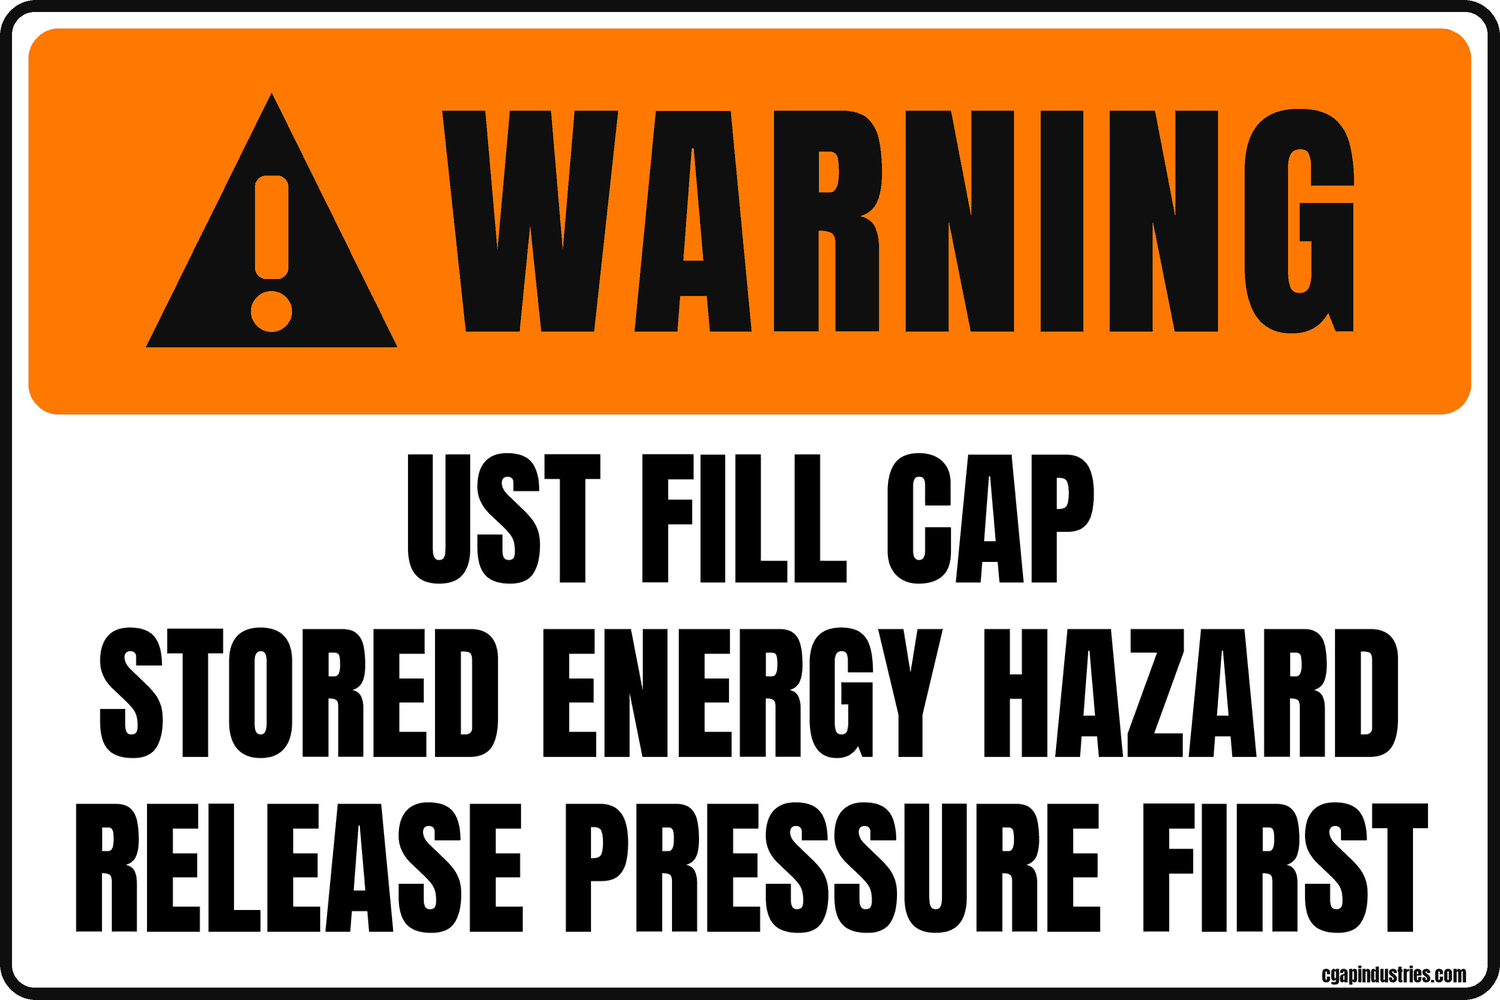 WARNING
UST FILL CAP
STORED ENERGY HAZARD
RELEASE PRESSURE FIRST
cgapindustries.com